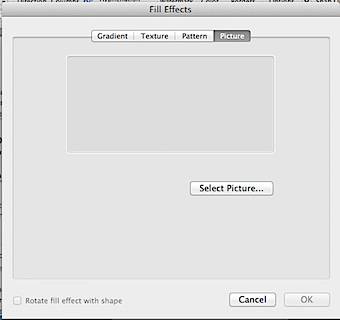 Fill Effects
Gradient Texture Pattern Picture
Select Picture...
Rotate fill effect with shape
Cancel OK